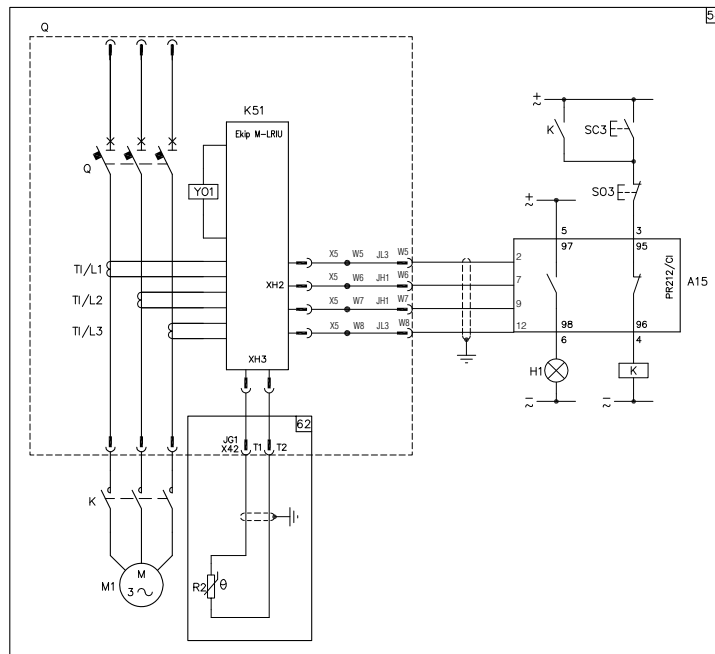 5
Q
K51
Ekip M-LRIU
Y01
Q
TI/L1
TI/L2
TI/L3
XH2
XH3
X5 W5 JL3 W5
X5 W6 JH1 W6
X5 W7 JH1 W7
X5 W8 JL3 W8
+
~
K
SC3
SO3
+
~
5
3
97
95
2
7
9
12
PR212/CI
A15
98
96
6
4
H1
K
–
~
–
~
62
JG1
X42
T1
T2
K
M1
M
3 ~
R2
θ